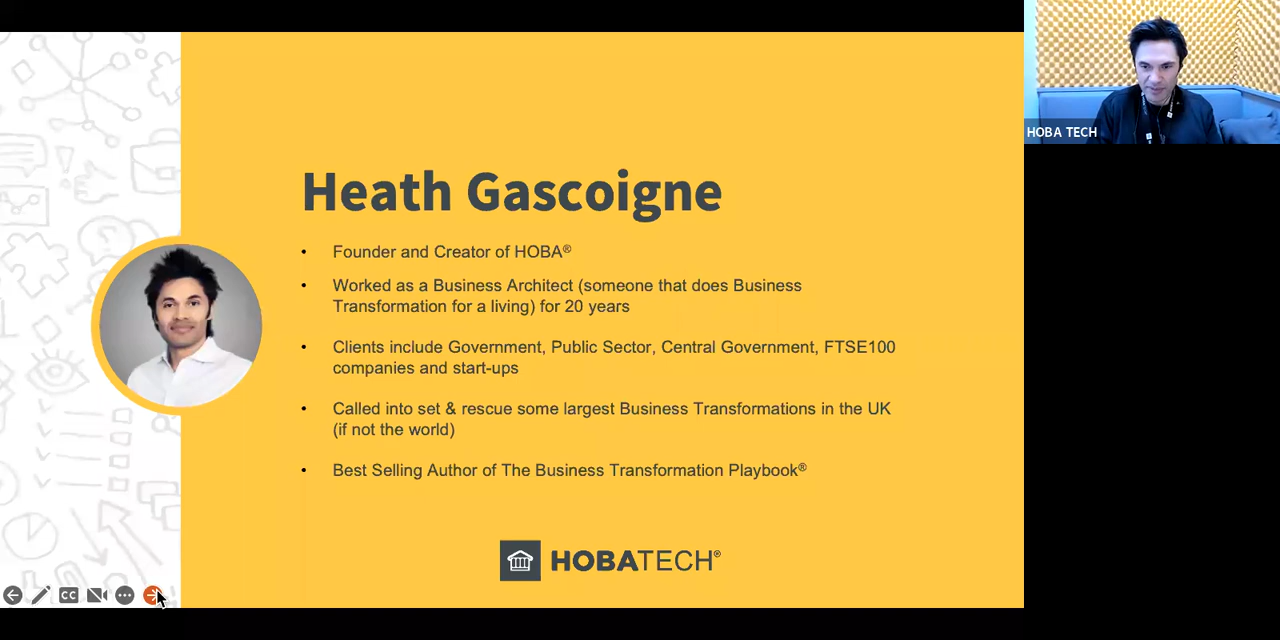 HOBA TECH
Heath Gascoigne
• Founder and Creator of HOBA®
• Worked as a Business Architect (someone that does Business
Transformation for a living) for 20 years
• Clients include Government, Public Sector, Central Government, FTSE100
companies and start-ups
• Called into set & rescue some largest Business Transformations in the UK
(if not the world)
• Best Selling Author of The Business Transformation Playbook®
HOBATECH®
CC